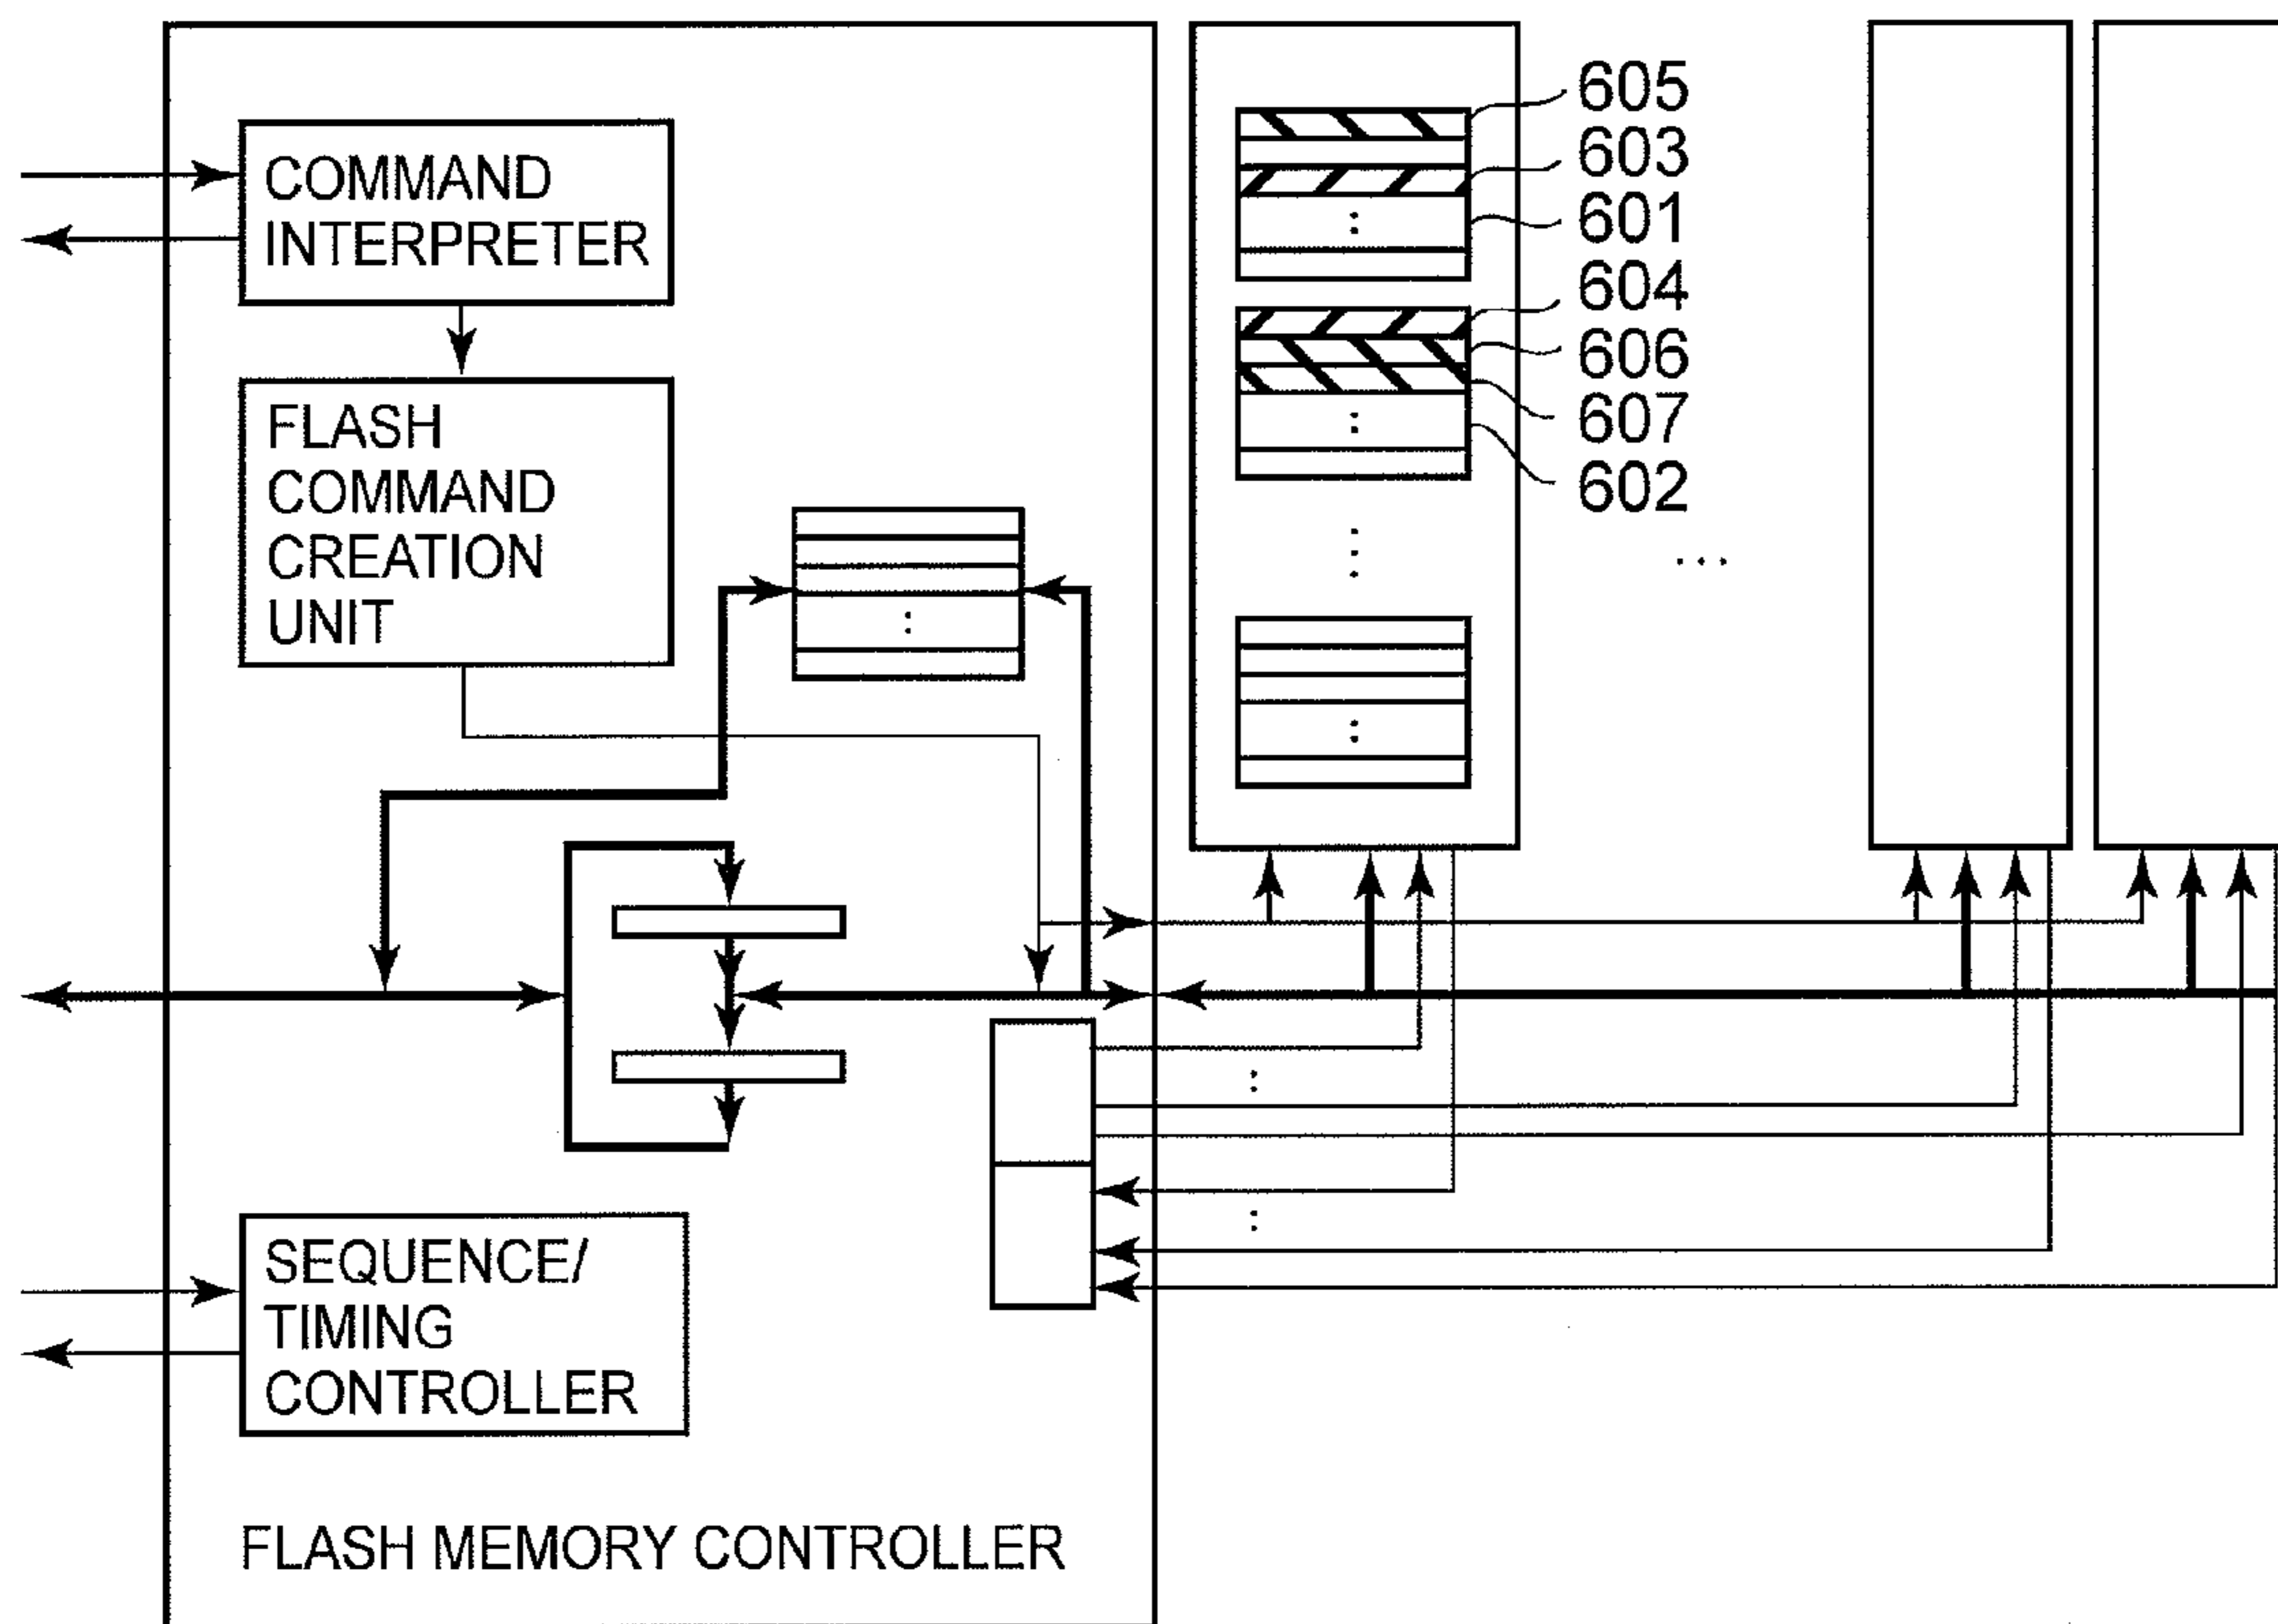 COMMAND
INTERPRETER
FLASH
COMMAND
CREATION
UNIT
SEQUENCE/
TIMING
CONTROLLER
FLASH MEMORY CONTROLLER
605
603
601
604
606
607
602